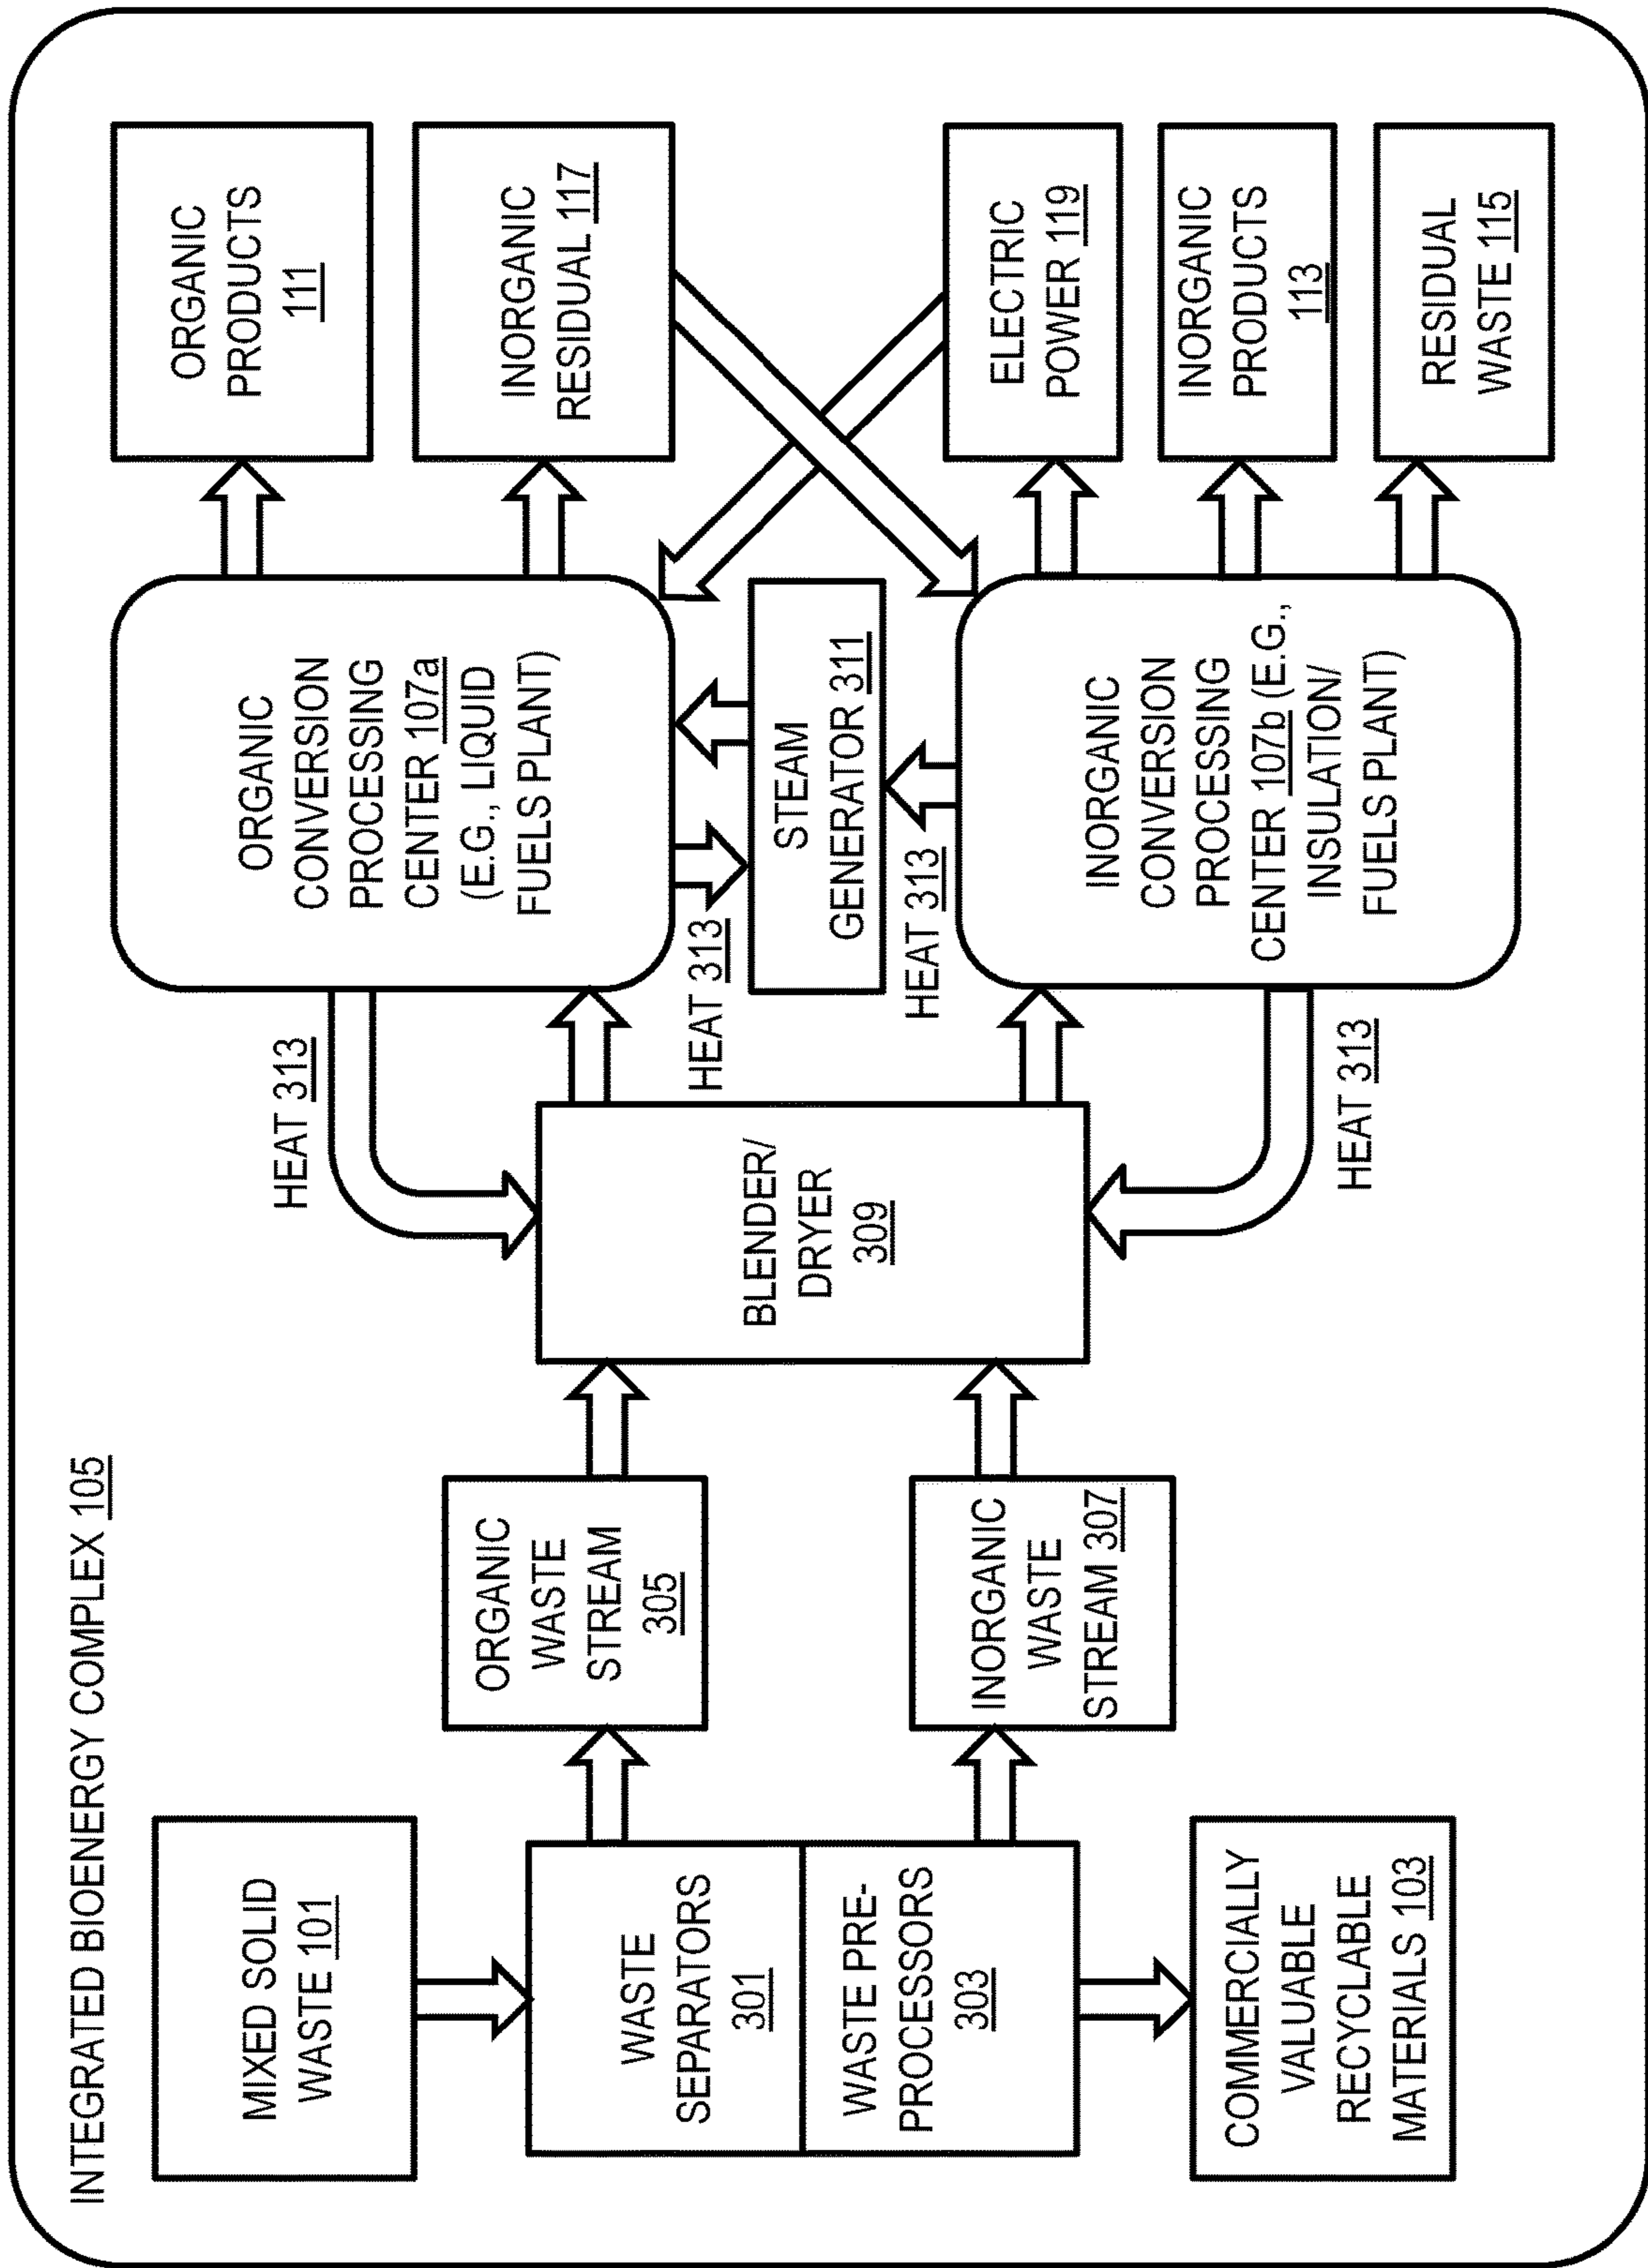 INTEGRATED BIOENERGY COMPLEX 105
MIXED SOLID
WASTE 101
WASTE
SEPARATORS
301
WASTE PRE-
PROCESSORS
303
COMMERCIALLY
VALUABLE
RECYCLABLE
MATERIALS 103
ORGANIC
WASTE
STREAM
305
INORGANIC
WASTE
STREAM 307
BLENDER/
DRYER
309
HEAT 313
HEAT 313
HEAT 313
HEAT 313
ORGANIC
CONVERSION
PROCESSING
CENTER 107a
(E.G., LIQUID
FUELS PLANT)
STEAM
GENERATOR 311
INORGANIC
CONVERSION
PROCESSING
CENTER 107b (E.G.,
INSULATION/
FUELS PLANT)
ORGANIC
PRODUCTS
111
INORGANIC
RESIDUAL 117
ELECTRIC
POWER 119
INORGANIC
PRODUCTS
113
RESIDUAL
WASTE 115